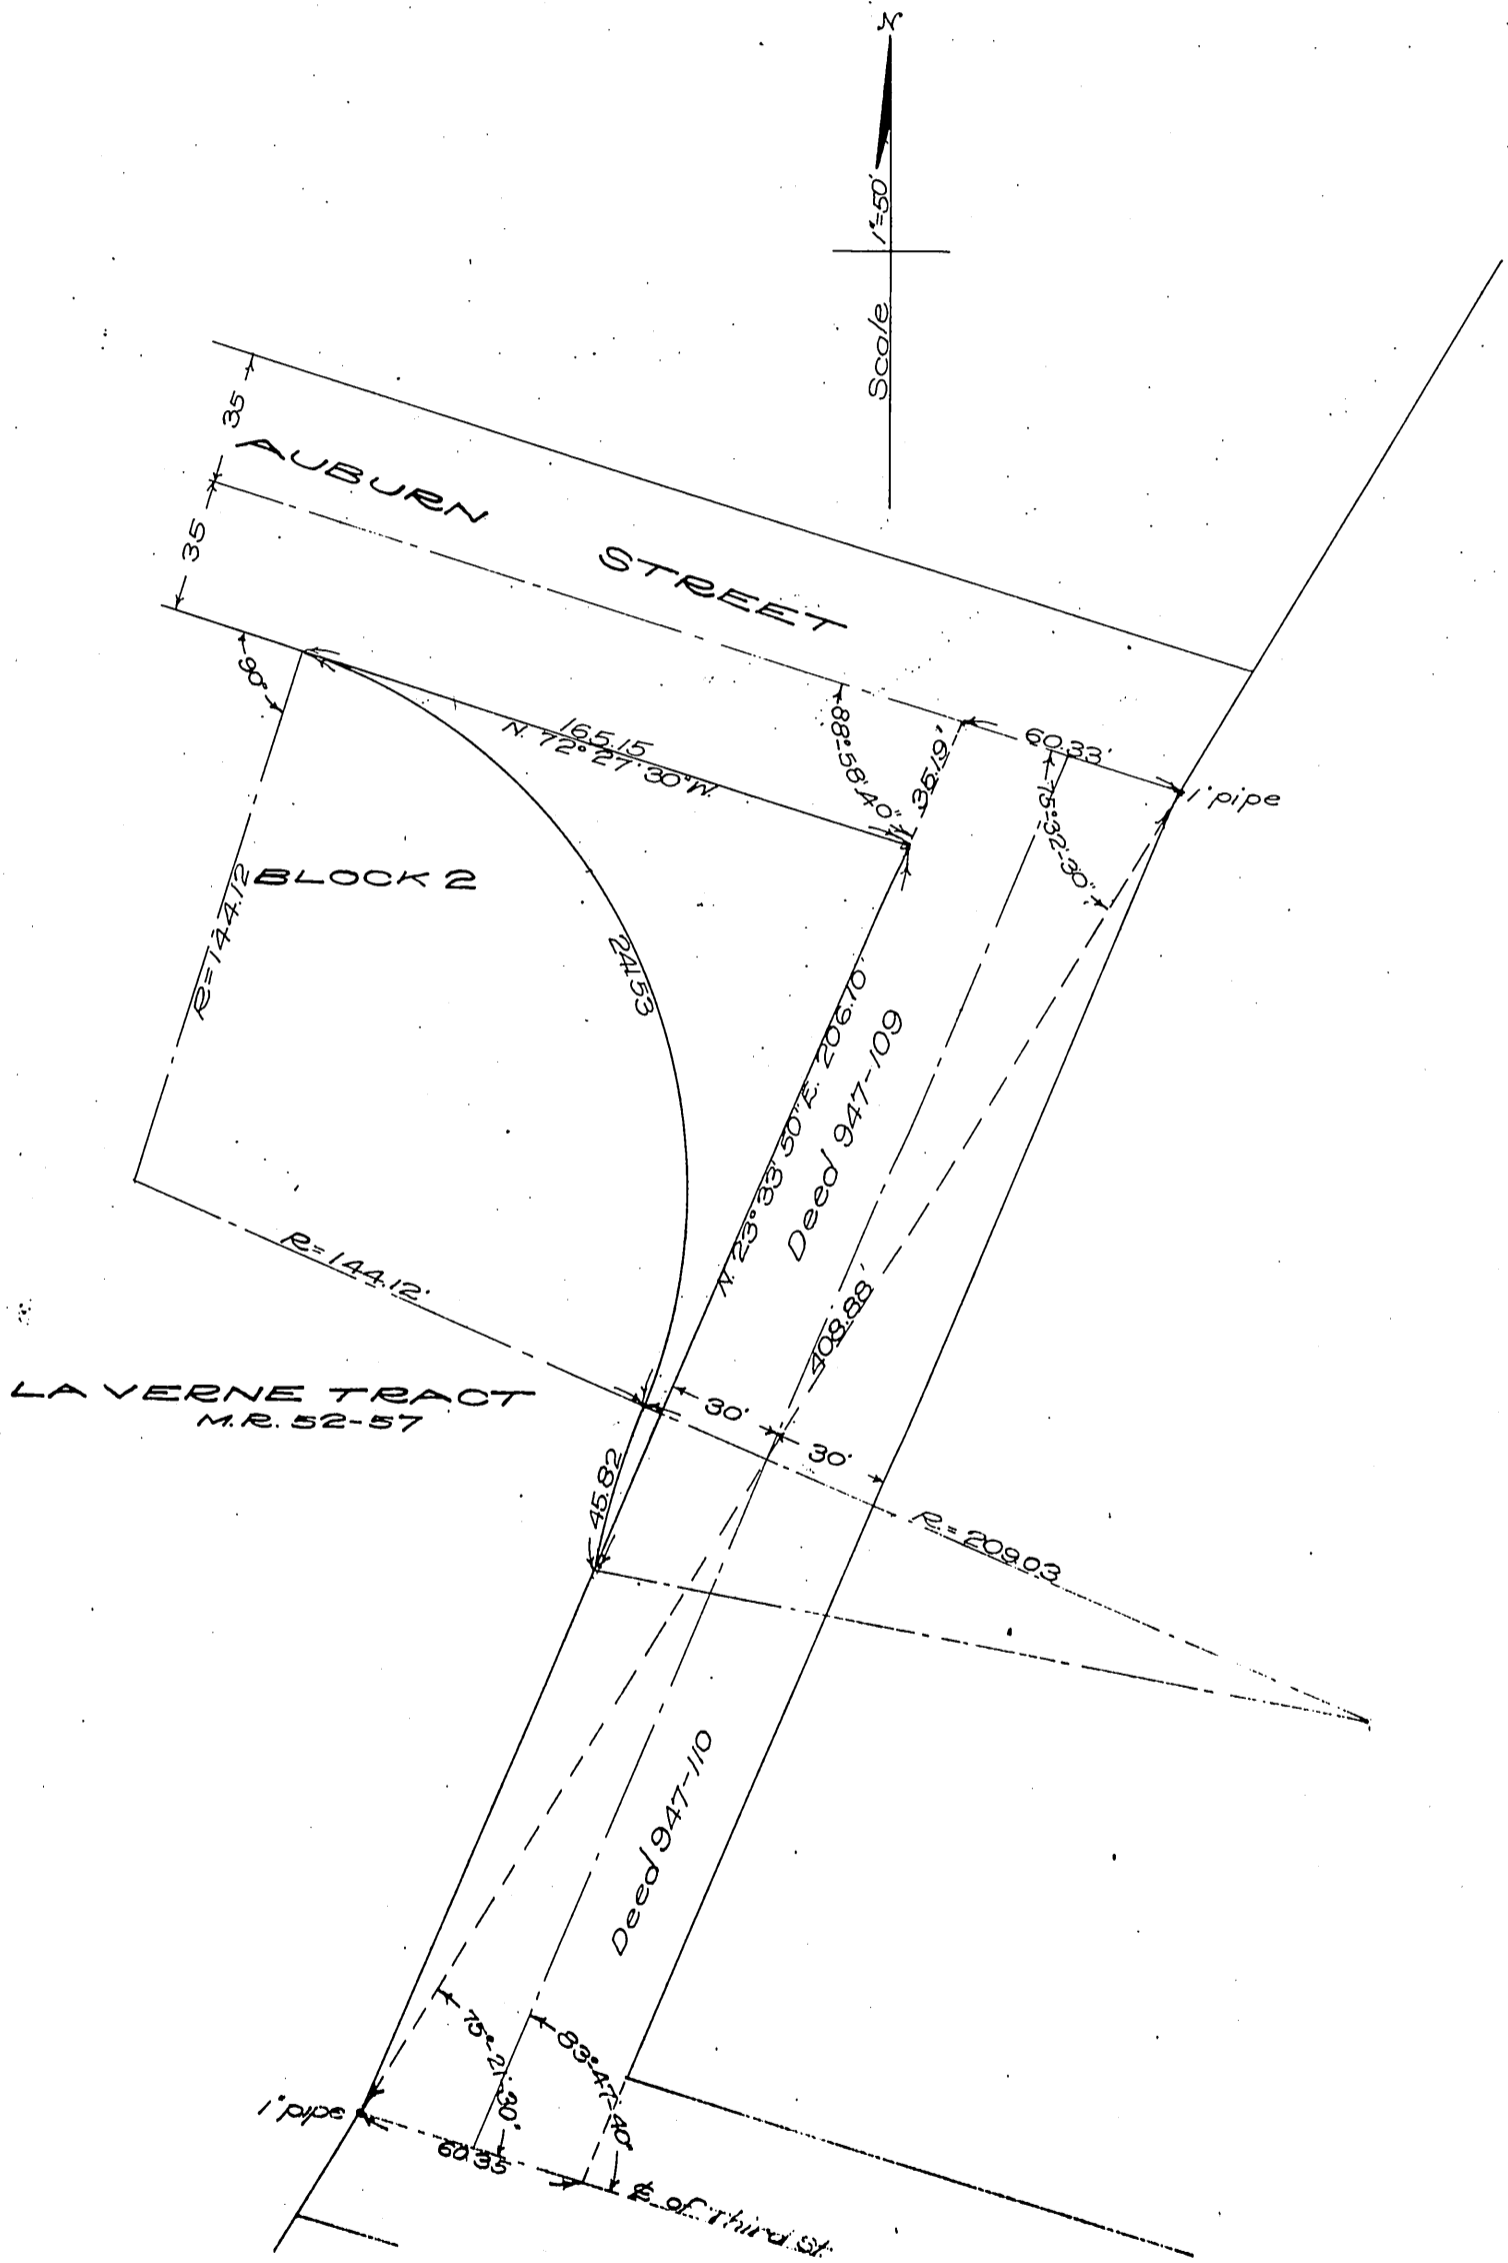 N
Scale 1"=50'
35
35
AUBURN STREET
90°
165.15
N. 72° 27' 30" W.
88°-58'40"
35.19'
60.33'
1" pipe
75°-32'-30"
R=144.12
BLOCK 2
241.53
N. 23° 33' 50" E. 206.70'
Deed 947-109
R=144.12'
408.88'
LA VERNE TRACT
M.R. 52-57
30'
30'
45.82
R=209.03
Deed 947-110
75°-21'-30"
83°-47'-40"
1" pipe
60.35
℄ of Third St.